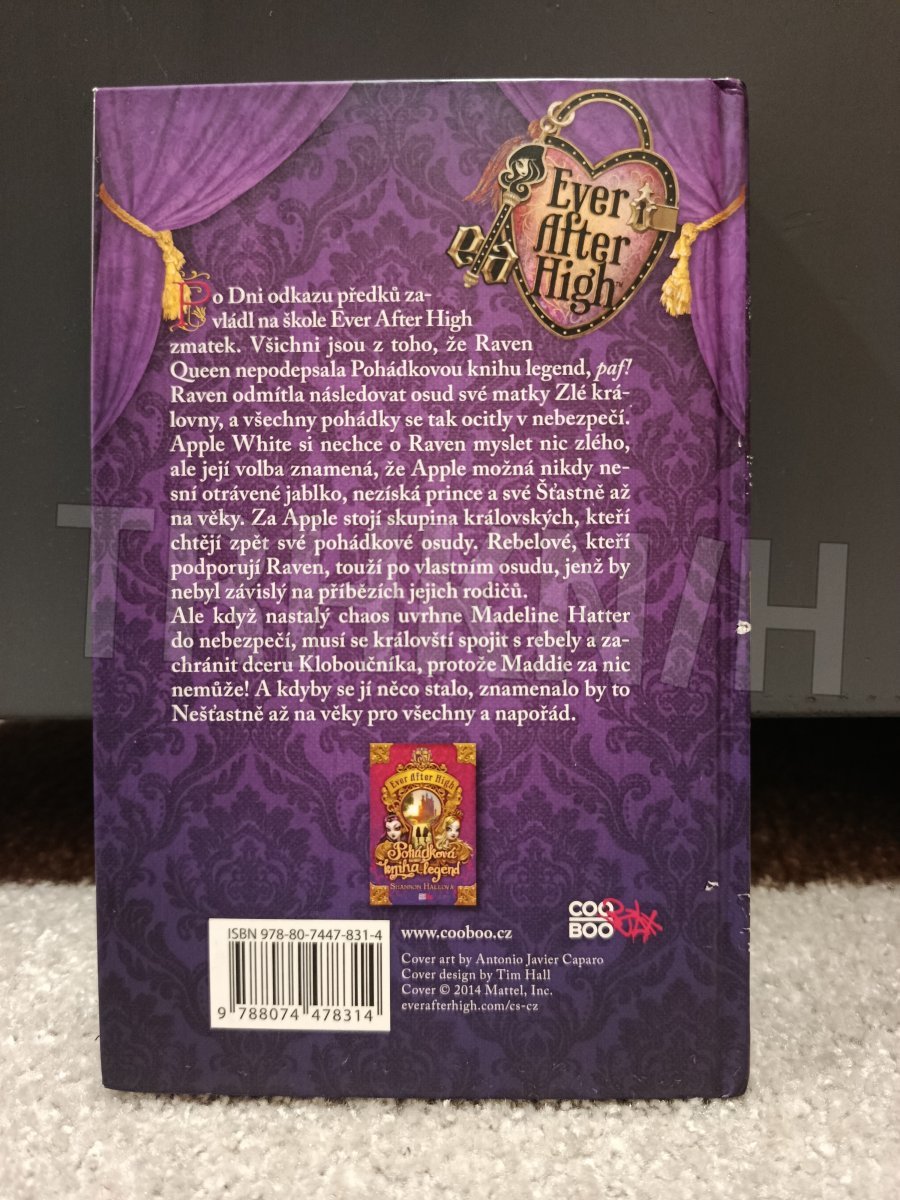 Ever
After
High™
Po Dni odkazu předků za-
vládl na škole Ever After High
zmatek. Všichni jsou z toho, že Raven
Queen nepodepsala Pohádkovou knihu legend, paf!
Raven odmítla následovat osud své matky Zlé krá-
lovny, a všechny pohádky se tak ocitly v nebezpečí.
Apple White si nechce o Raven myslet nic zlého,
ale její volba znamená, že Apple možná nikdy ne-
sní otrávené jablko, nezíská prince a své Šťastně až
na věky. Za Apple stojí skupina královských, kteří
chtějí zpět své pohádkové osudy. Rebelové, kteří
podporují Raven, touží po vlastním osudu, jenž by
nebyl závislý na příbězích jejich rodičů.
Ale když nastalý chaos uvrhne Madeline Hatter
do nebezpečí, musí se královští spojit s rebely a za-
chránit dceru Kloboučníka, protože Maddie za nic
nemůže! A kdyby se jí něco stalo, znamenalo by to
Nešťastně až na věky pro všechny a napořád.
Ever After High
Pohádková
kniha legend
Shannon Haleová
ISBN 978-80-7447-831-4
9 788074 478314
www.cooboo.cz
COO
BOO
Cover art by Antonio Javier Caparo
Cover design by Tim Hall
Cover © 2014 Mattel, Inc.
everafterhigh.com/cs-cz